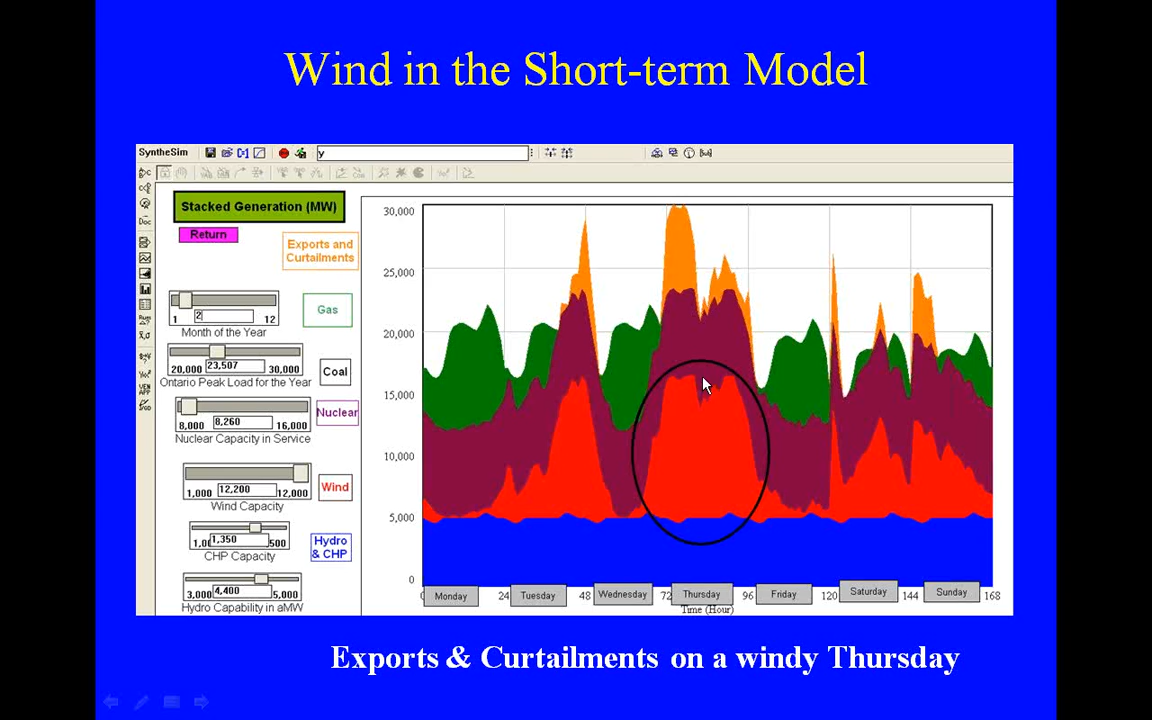 Wind in the Short-term Model
SyntheSim
y
Stacked Generation (MW)
Return
Exports and
Curtailments
1 2 12
Month of the Year
Gas
20,000 23,507 30,000
Ontario Peak Load for the Year
Coal
8,000 8,260 16,000
Nuclear Capacity in Service
Nuclear
1,000 12,200 12,000
Wind Capacity
Wind
1,350 500
CHP Capacity
Hydro
& CHP
3,000 4,400 5,000
Hydro Capability in aMW
30,000
25,000
20,000
15,000
10,000
5,000
0
24 48 72 96 120 144 168
Monday Tuesday Wednesday Thursday Friday Saturday Sunday
Time (Hour)
Exports & Curtailments on a windy Thursday